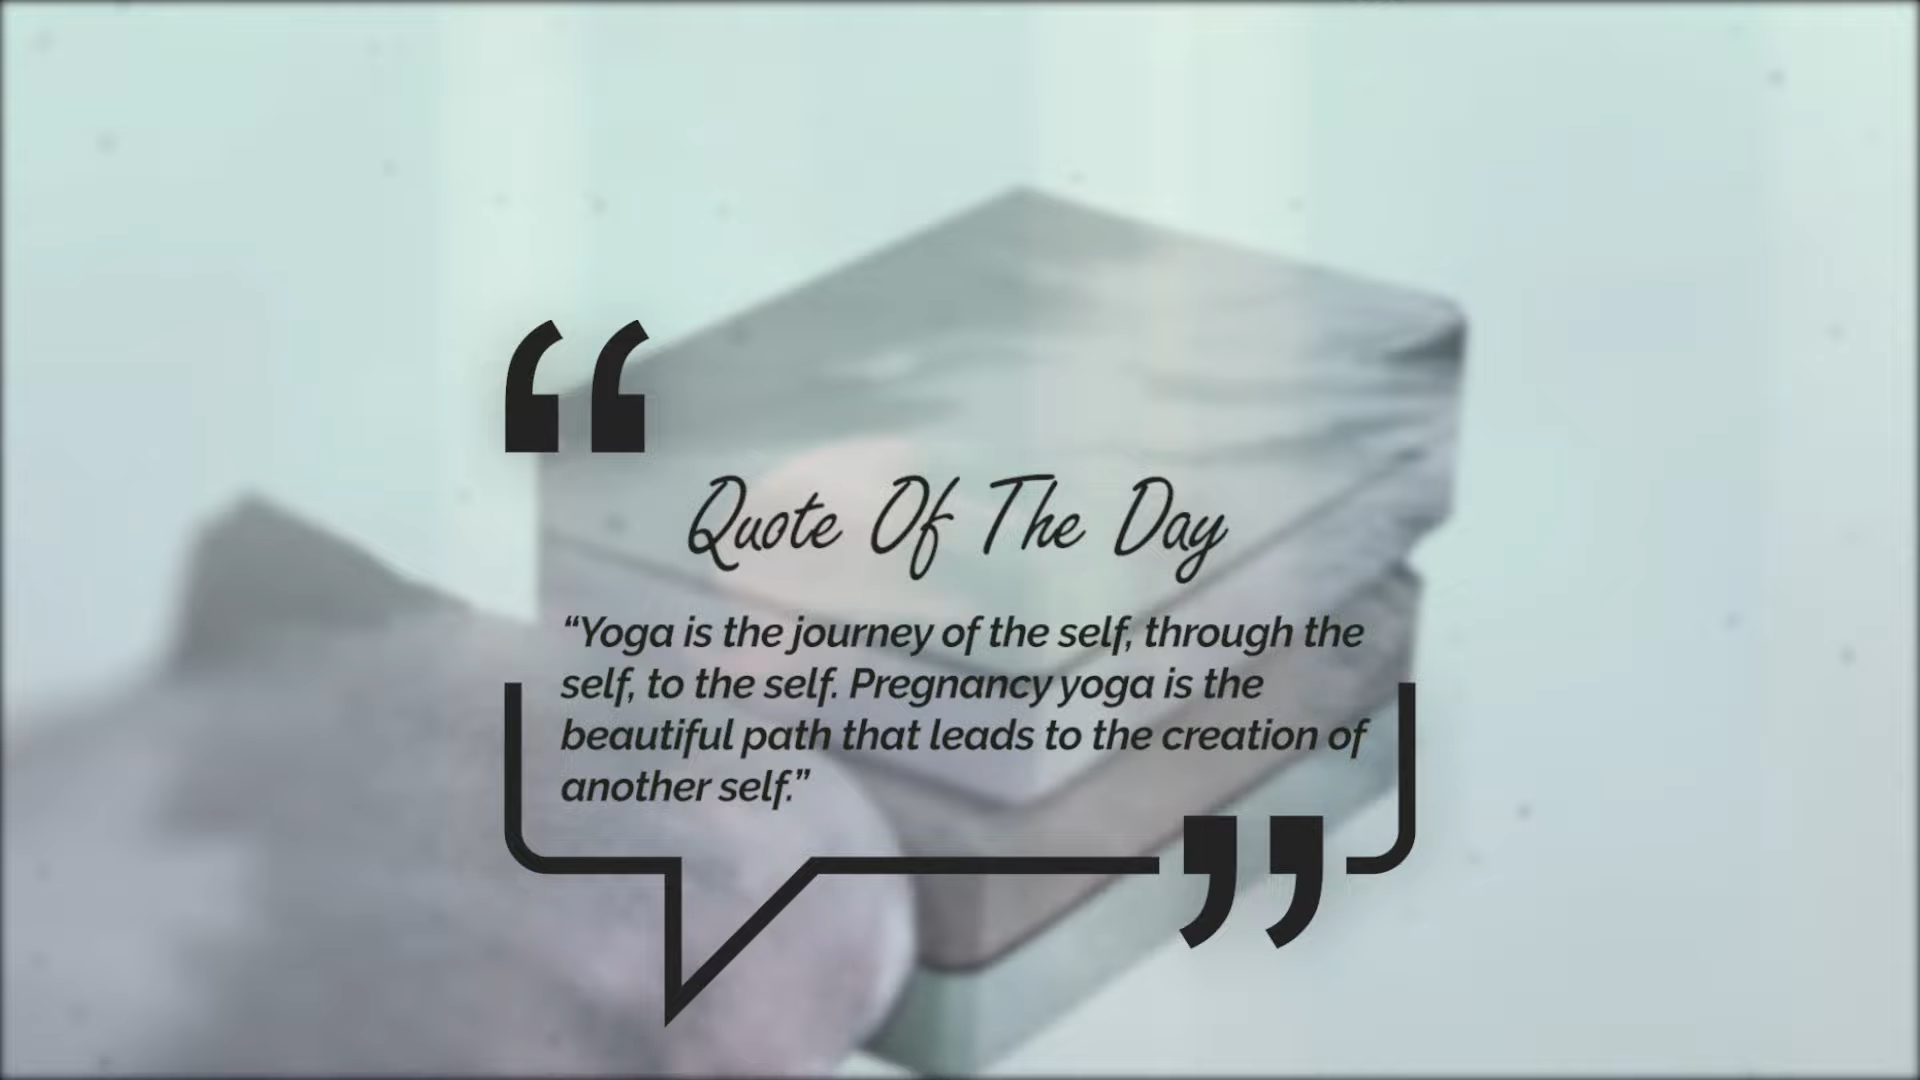 Quote Of The Day
“Yoga is the journey of the self, through the
self, to the self. Pregnancy yoga is the
beautiful path that leads to the creation of
another self.”